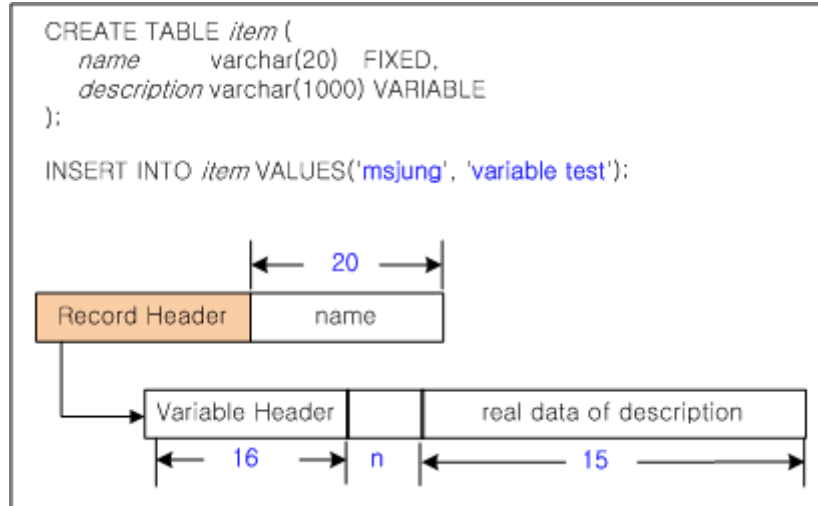 CREATE TABLE item (
name varchar(20) FIXED,
description varchar(1000) VARIABLE
);
INSERT INTO item VALUES('msjung', 'variable test');
20
Record Header name
Variable Header real data of description
16 n 15